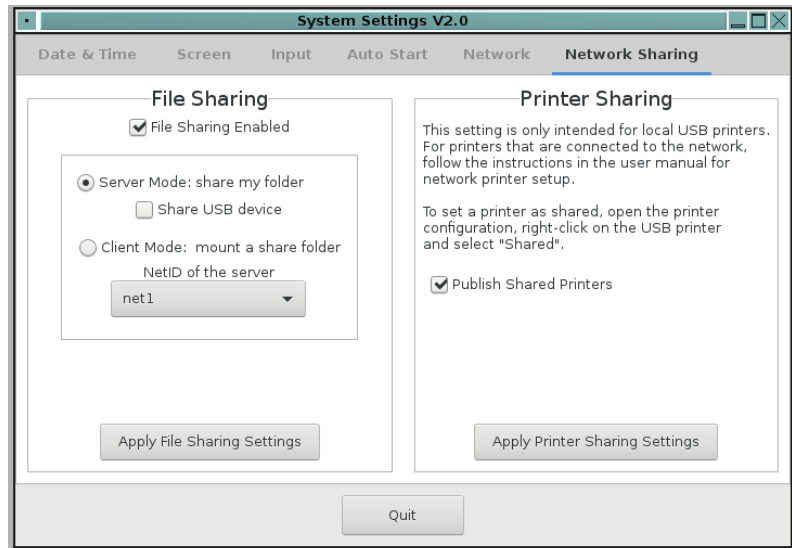 System Settings V2.0
Date & Time Screen Input Auto Start Network Network Sharing
File Sharing
File Sharing Enabled
Server Mode: share my folder
Share USB device
Client Mode: mount a share folder
NetID of the server
net1
Apply File Sharing Settings
Printer Sharing
This setting is only intended for local USB printers.
For printers that are connected to the network,
follow the instructions in the user manual for
network printer setup.
To set a printer as shared, open the printer
configuration, right-click on the USB printer
and select "Shared".
Publish Shared Printers
Apply Printer Sharing Settings
Quit